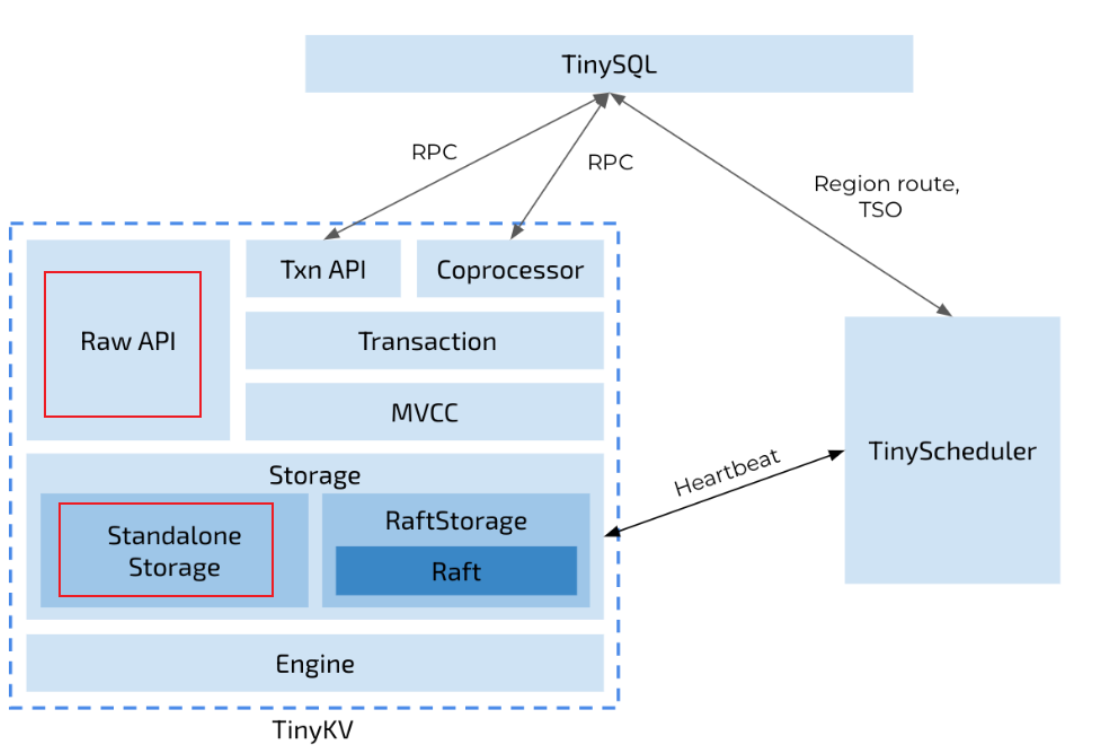 TinySQL
RPC
RPC
Region route,
TSO
Txn API
Coprocessor
Raw API
Transaction
MVCC
Storage
Standalone
Storage
RaftStorage
Raft
Heartbeat
TinyScheduler
Engine
TinyKV